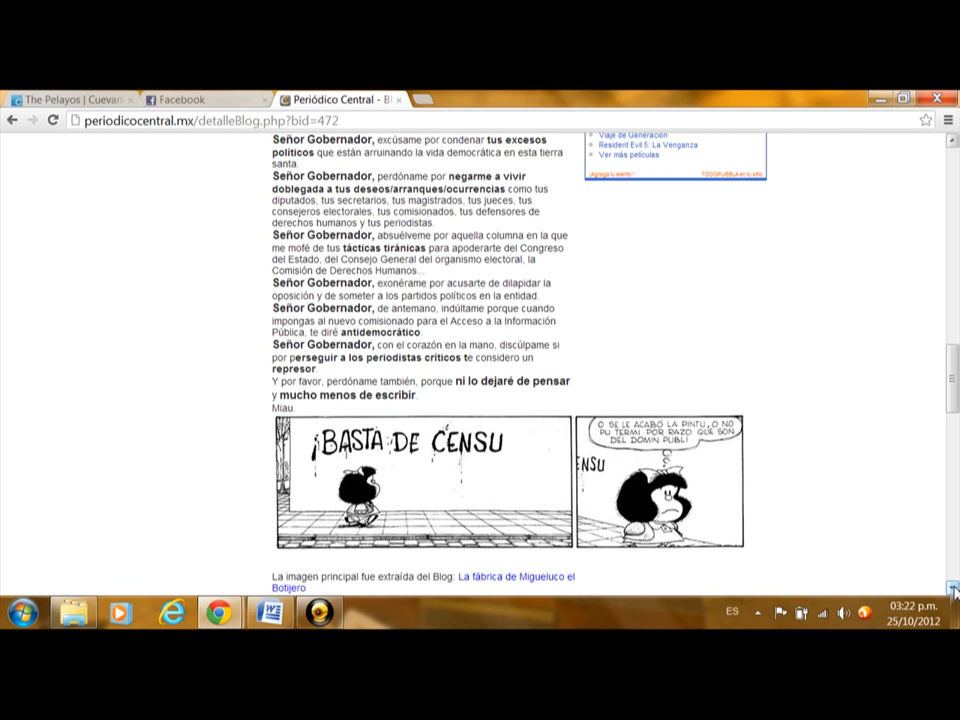 The Pelayos | Cuevan
Facebook
Periódico Central - Bl
periodicocentral.mx/detalleBlog.php?bid=472
Señor Gobernador, excúsame por condenar tus excesos
políticos que están arruinando la vida democrática en esta tierra
santa.
Señor Gobernador, perdóname por negarme a vivir
doblegada a tus deseos/arranques/ocurrencias como tus
diputados, tus secretarios, tus magistrados, tus jueces, tus
consejeros electorales, tus comisionados, tus defensores de
derechos humanos y tus periodistas.
Señor Gobernador, absuélveme por aquella columna en la que
me mofé de tus tácticas tiránicas para apoderarte del Congreso
del Estado, del Consejo General del organismo electoral, la
Comisión de Derechos Humanos...
Señor Gobernador, exonérame por acusarte de dilapidar la
oposición y de someter a los partidos políticos en la entidad.
Señor Gobernador, de antemano, indúltame porque cuando
impongas al nuevo comisionado para el Acceso a la Información
Pública, te diré antidemocrático.
Señor Gobernador, con el corazón en la mano, discúlpame si
por perseguir a los periodistas críticos te considero un
represor.
Y por favor, perdóname también, porque ni lo dejaré de pensar
y mucho menos de escribir.
Miau.
Viaje de Generación
Resident Evil 5: La Venganza
Ver más películas
¡Agrega tu evento!
TODOPUEBLA en tu sitio
¡BASTA DE CENSU
O SE LE ACABÓ LA PINTU, O NO
PU TERMI POR RAZO QUE SON
DEL DOMIN PUBLI
ENSU
La imagen principal fue extraída del Blog: La fábrica de Migueluco el
Botijero
ES
03:22 p.m.
25/10/2012